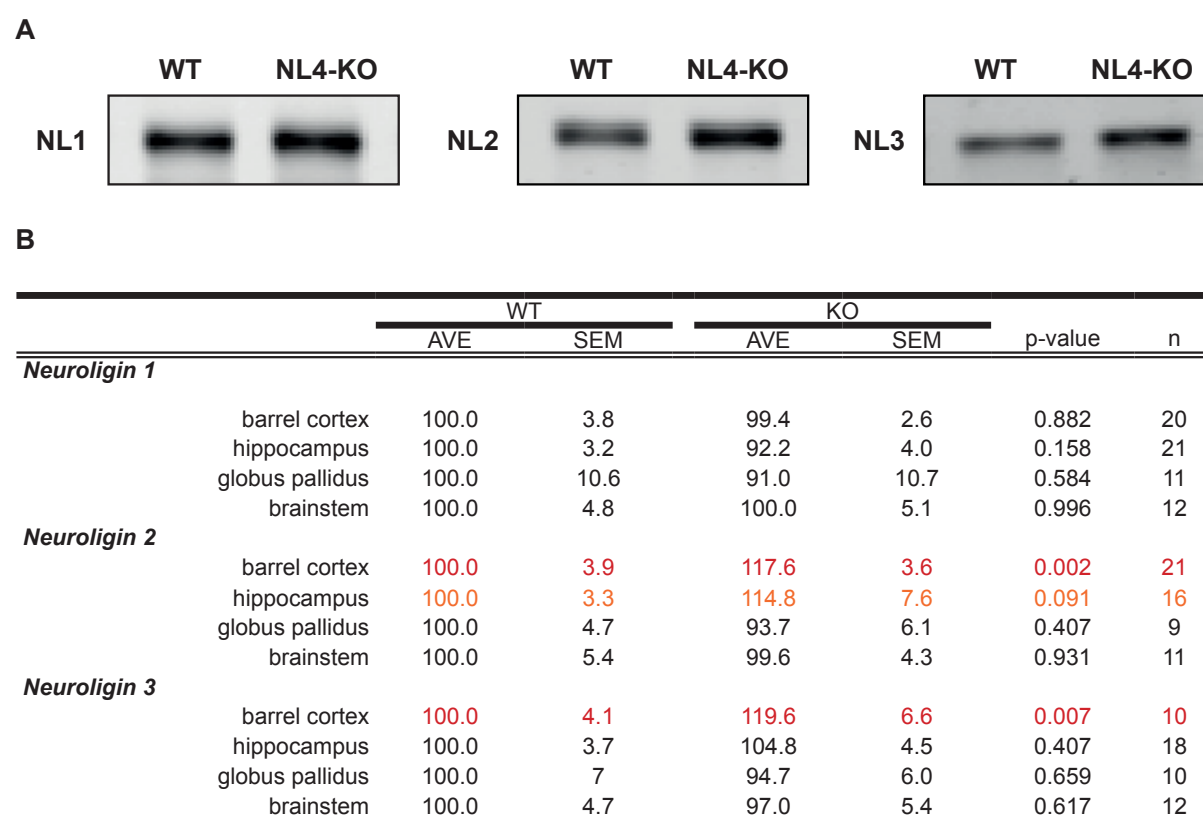 A
WT NL4-KO WT NL4-KO WT NL4-KO
NL1 NL2 NL3
B
WT KO
AVE SEM AVE SEM p-value n
Neuroligin 1
barrel cortex 100.0 3.8 99.4 2.6 0.882 20
hippocampus 100.0 3.2 92.2 4.0 0.158 21
globus pallidus 100.0 10.6 91.0 10.7 0.584 11
brainstem 100.0 4.8 100.0 5.1 0.996 12
Neuroligin 2
barrel cortex 100.0 3.9 117.6 3.6 0.002 21
hippocampus 100.0 3.3 114.8 7.6 0.091 16
globus pallidus 100.0 4.7 93.7 6.1 0.407 9
brainstem 100.0 5.4 99.6 4.3 0.931 11
Neuroligin 3
barrel cortex 100.0 4.1 119.6 6.6 0.007 10
hippocampus 100.0 3.7 104.8 4.5 0.407 18
globus pallidus 100.0 7 94.7 6.0 0.659 10
brainstem 100.0 4.7 97.0 5.4 0.617 12